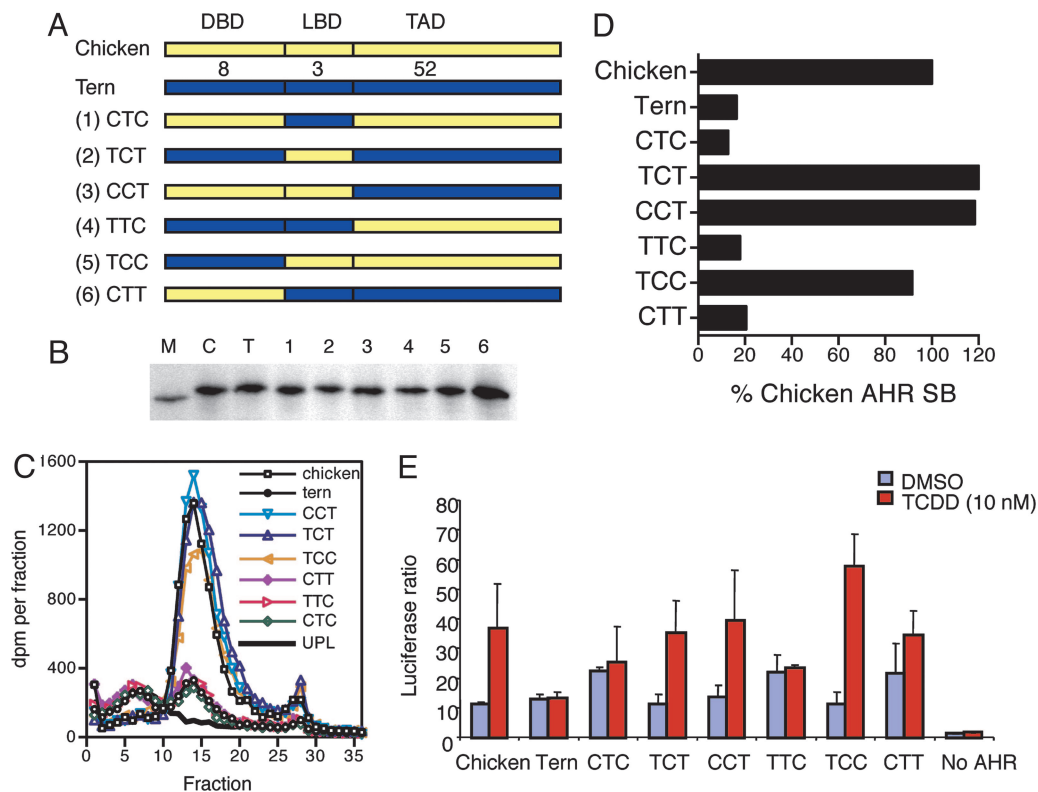 A
DBD LBD TAD
Chicken
8 3 52
Tern
(1) CTC
(2) TCT
(3) CCT
(4) TTC
(5) TCC
(6) CTT
B
M C T 1 2 3 4 5 6
C
1600
1200
800
400
0
dpm per fraction
0 5 10 15 20 25 30 35
Fraction
chicken
tern
CCT
TCT
TCC
CTT
TTC
CTC
UPL
D
Chicken
Tern
CTC
TCT
CCT
TTC
TCC
CTT
0 20 40 60 80 100 120
% Chicken AHR SB
E
DMSO
TCDD (10 nM)
80
70
60
50
40
30
20
10
0
Luciferase ratio
Chicken Tern CTC TCT CCT TTC TCC CTT No AHR